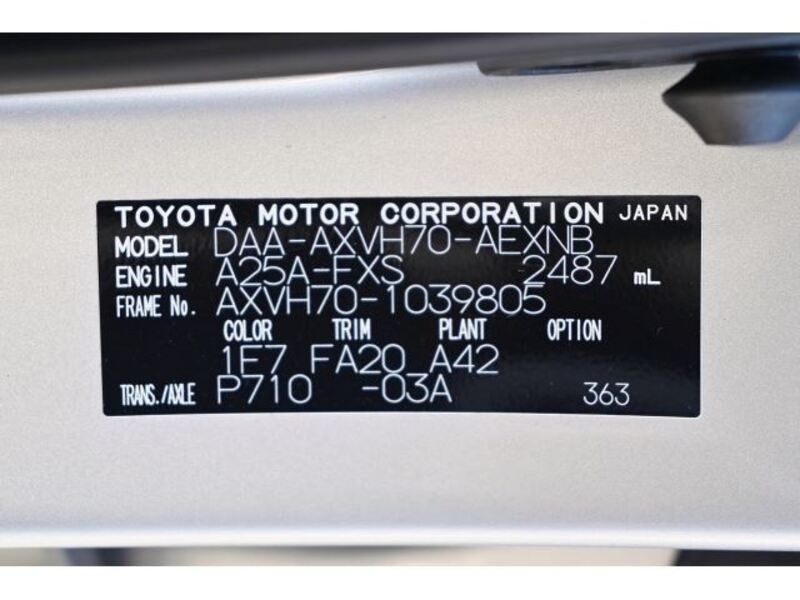 TOYOTA MOTOR CORPORATION JAPAN
MODEL DAA-AXVH70-AEXNB
ENGINE A25A-FXS 2487 mL
FRAME No. AXVH70-1039805
COLOR TRIM PLANT OPTION
1F7 FA20 A42
TRANS./AXLE P710 -03A 363